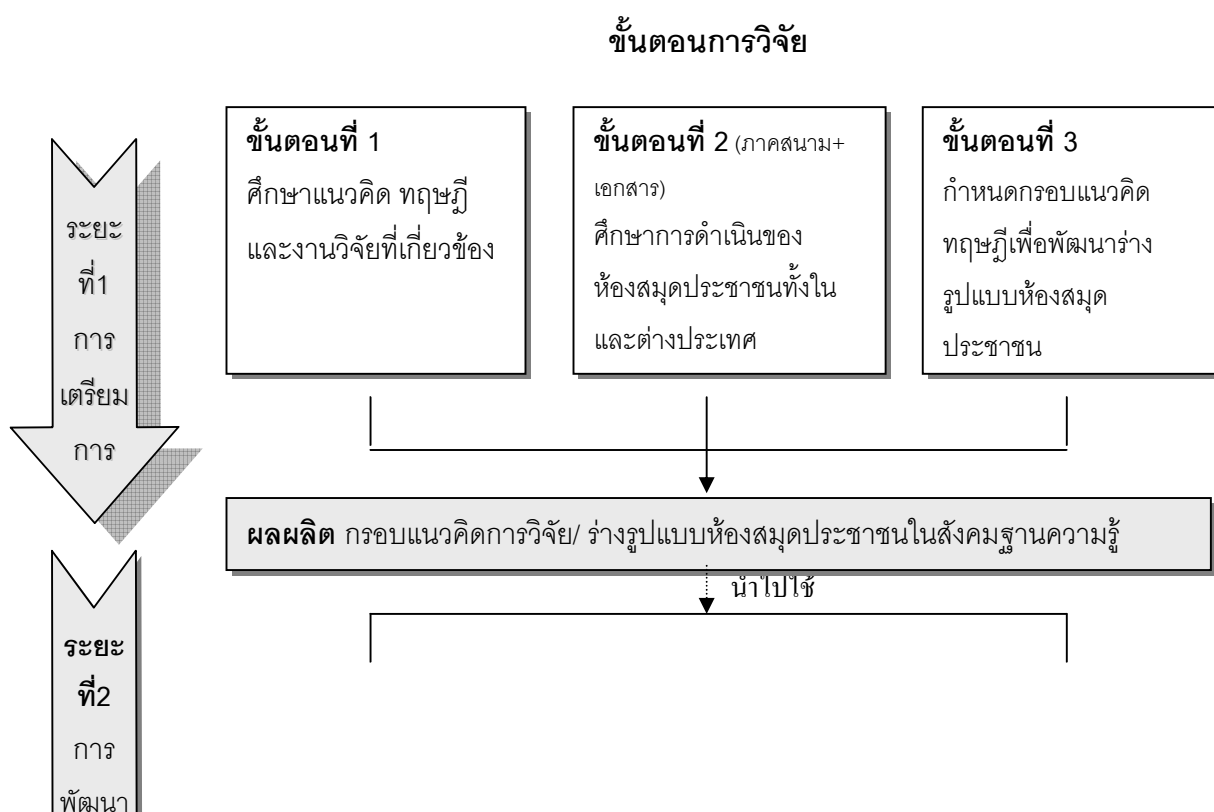 ขั้นตอนการวิจัย
ระยะ
ที่1
การ
เตรียม
การ
ขั้นตอนที่ 1
ศึกษาแนวคิด ทฤษฎี
และงานวิจัยที่เกี่ยวข้อง
ขั้นตอนที่ 2 (ภาคสนาม+
เอกสาร)
ศึกษาการดำเนินของ
ห้องสมุดประชาชนทั้งใน
และต่างประเทศ
ขั้นตอนที่ 3
กำหนดกรอบแนวคิด
ทฤษฎีเพื่อพัฒนาร่าง
รูปแบบห้องสมุด
ประชาชน
ผลผลิต กรอบแนวคิดการวิจัย/ ร่างรูปแบบห้องสมุดประชาชนในสังคมฐานความรู้
นำไปใช้
ระยะ
ที่2
การ
พัฒนา